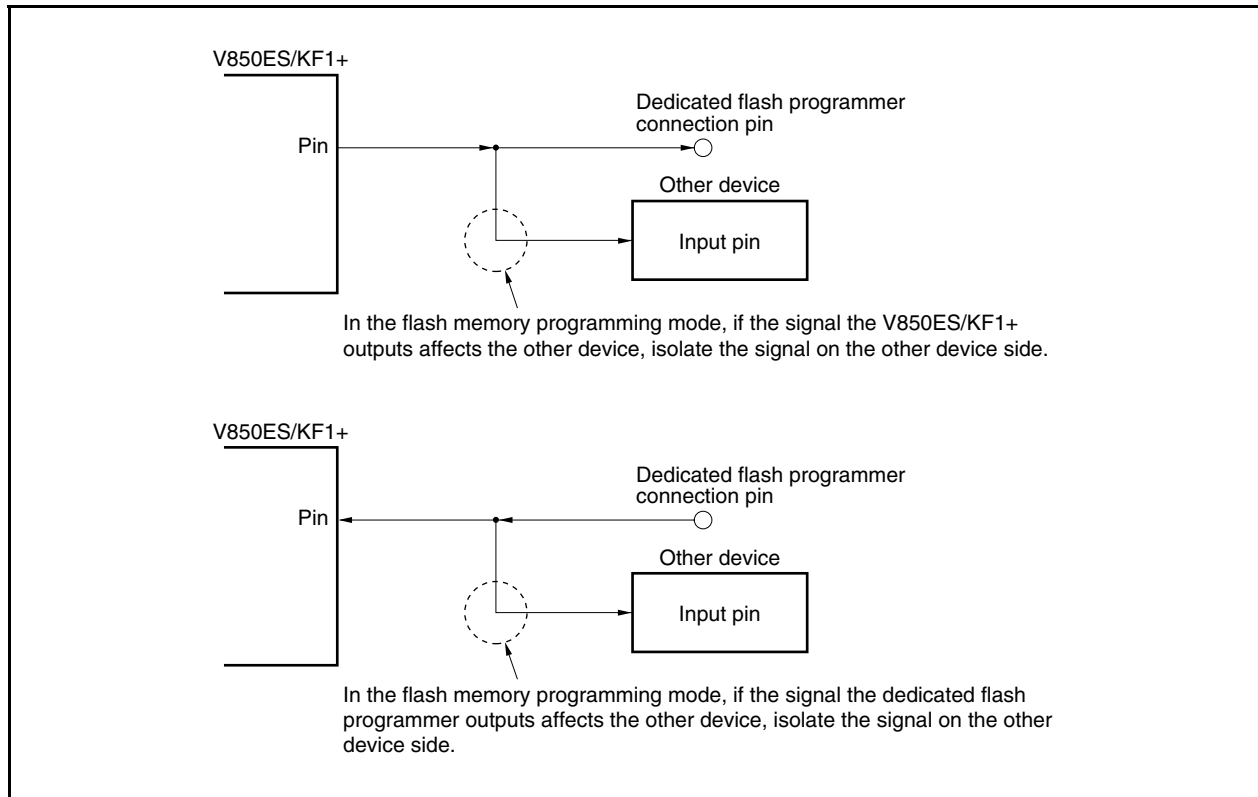 V850ES/KF1+
Pin
Dedicated flash programmer
connection pin
Other device
Input pin
In the flash memory programming mode, if the signal the V850ES/KF1+
outputs affects the other device, isolate the signal on the other device side.
V850ES/KF1+
Pin
Dedicated flash programmer
connection pin
Other device
Input pin
In the flash memory programming mode, if the signal the dedicated flash
programmer outputs affects the other device, isolate the signal on the other
device side.